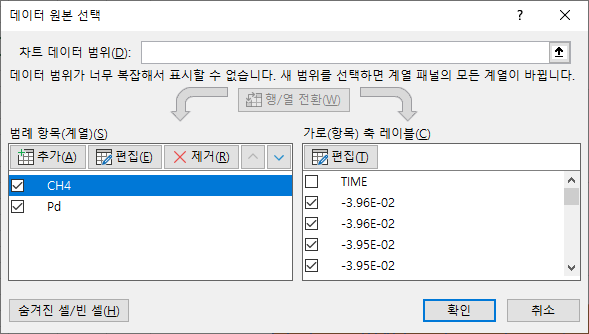 데이터 원본 선택
차트 데이터 범위(D):
데이터 범위가 너무 복잡해서 표시할 수 없습니다. 새 범위를 선택하면 계열 패널의 모든 계열이 바뀝니다.
행/열 전환(W)
범례 항목(계열)(S)
추가(A) 편집(E) 제거(R)
CH4
Pd
가로(항목) 축 레이블(C)
편집(T)
TIME
-3.96E-02
-3.96E-02
-3.95E-02
-3.95E-02
숨겨진 셀/빈 셀(H)
확인 취소